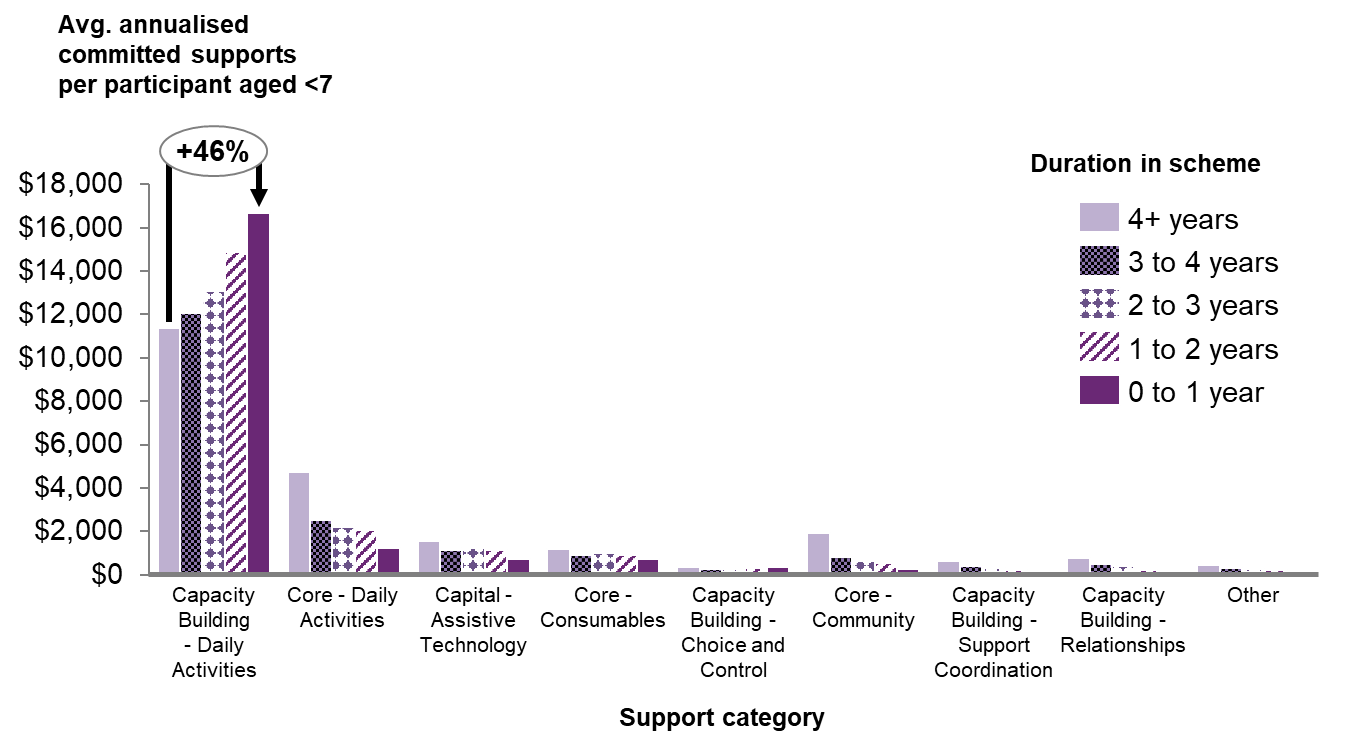 Avg. annualised
committed supports
per participant aged <7
+46%
$18,000
$16,000
$14,000
$12,000
$10,000
$8,000
$6,000
$4,000
$2,000
$0
Duration in scheme
4+ years
3 to 4 years
2 to 3 years
1 to 2 years
0 to 1 year
Capacity
Building
- Daily
Activities
Core - Daily
Activities
Capital -
Assistive
Technology
Core -
Consumables
Capacity
Building -
Choice and
Control
Core -
Community
Capacity
Building -
Support
Coordination
Capacity
Building -
Relationships
Other
Support category